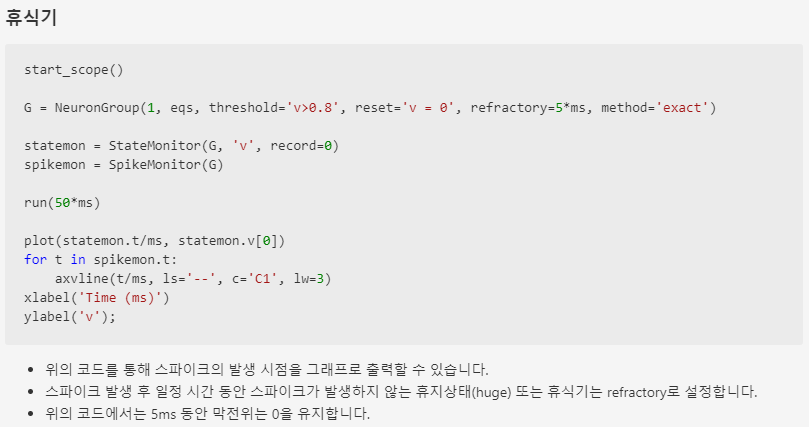 휴식기
start_scope()
G = NeuronGroup(1, eqs, threshold='v>0.8', reset='v = 0', refractory=5*ms, method='exact')
statemon = StateMonitor(G, 'v', record=0)
spikemon = SpikeMonitor(G)
run(50*ms)
plot(statemon.t/ms, statemon.v[0])
for t in spikemon.t:
    axvline(t/ms, ls='--', c='C1', lw=3)
xlabel('Time (ms)')
ylabel('v');
• 위의 코드를 통해 스파이크의 발생 시점을 그래프로 출력할 수 있습니다.
• 스파이크 발생 후 일정 시간 동안 스파이크가 발생하지 않는 휴지상태(huge) 또는 휴식기는 refractory로 설정합니다.
• 위의 코드에서는 5ms 동안 막전위는 0을 유지합니다.